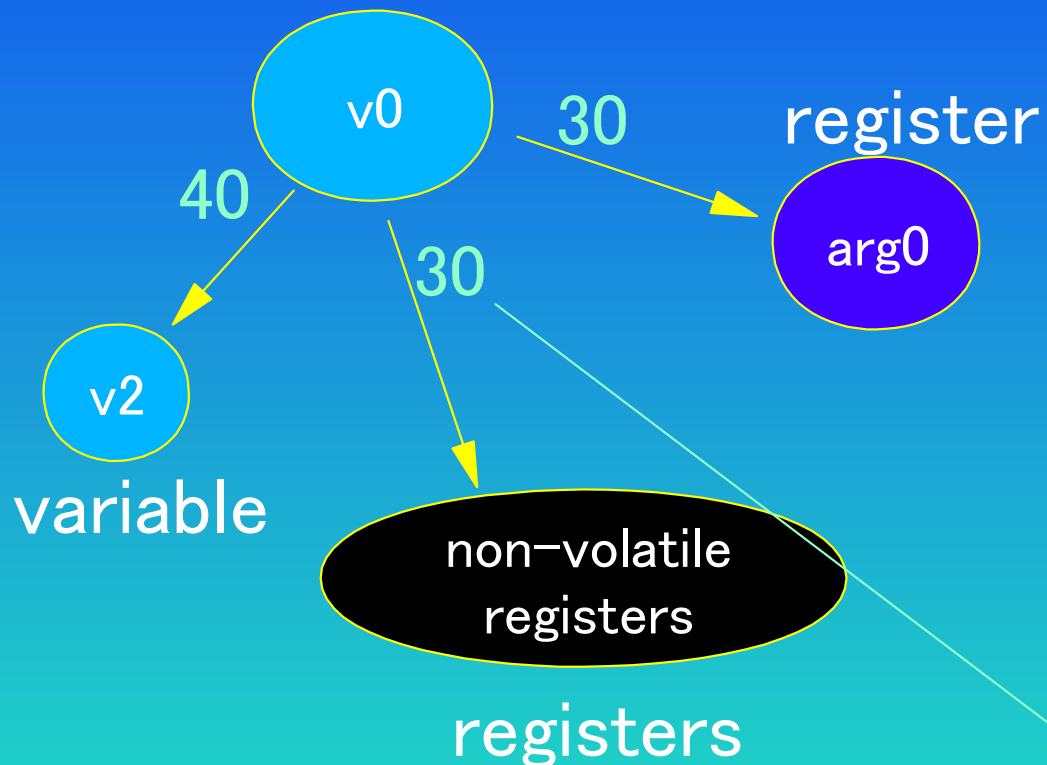 v0
30
register
40
arg0
30
v2
variable
non-volatile
registers
registers